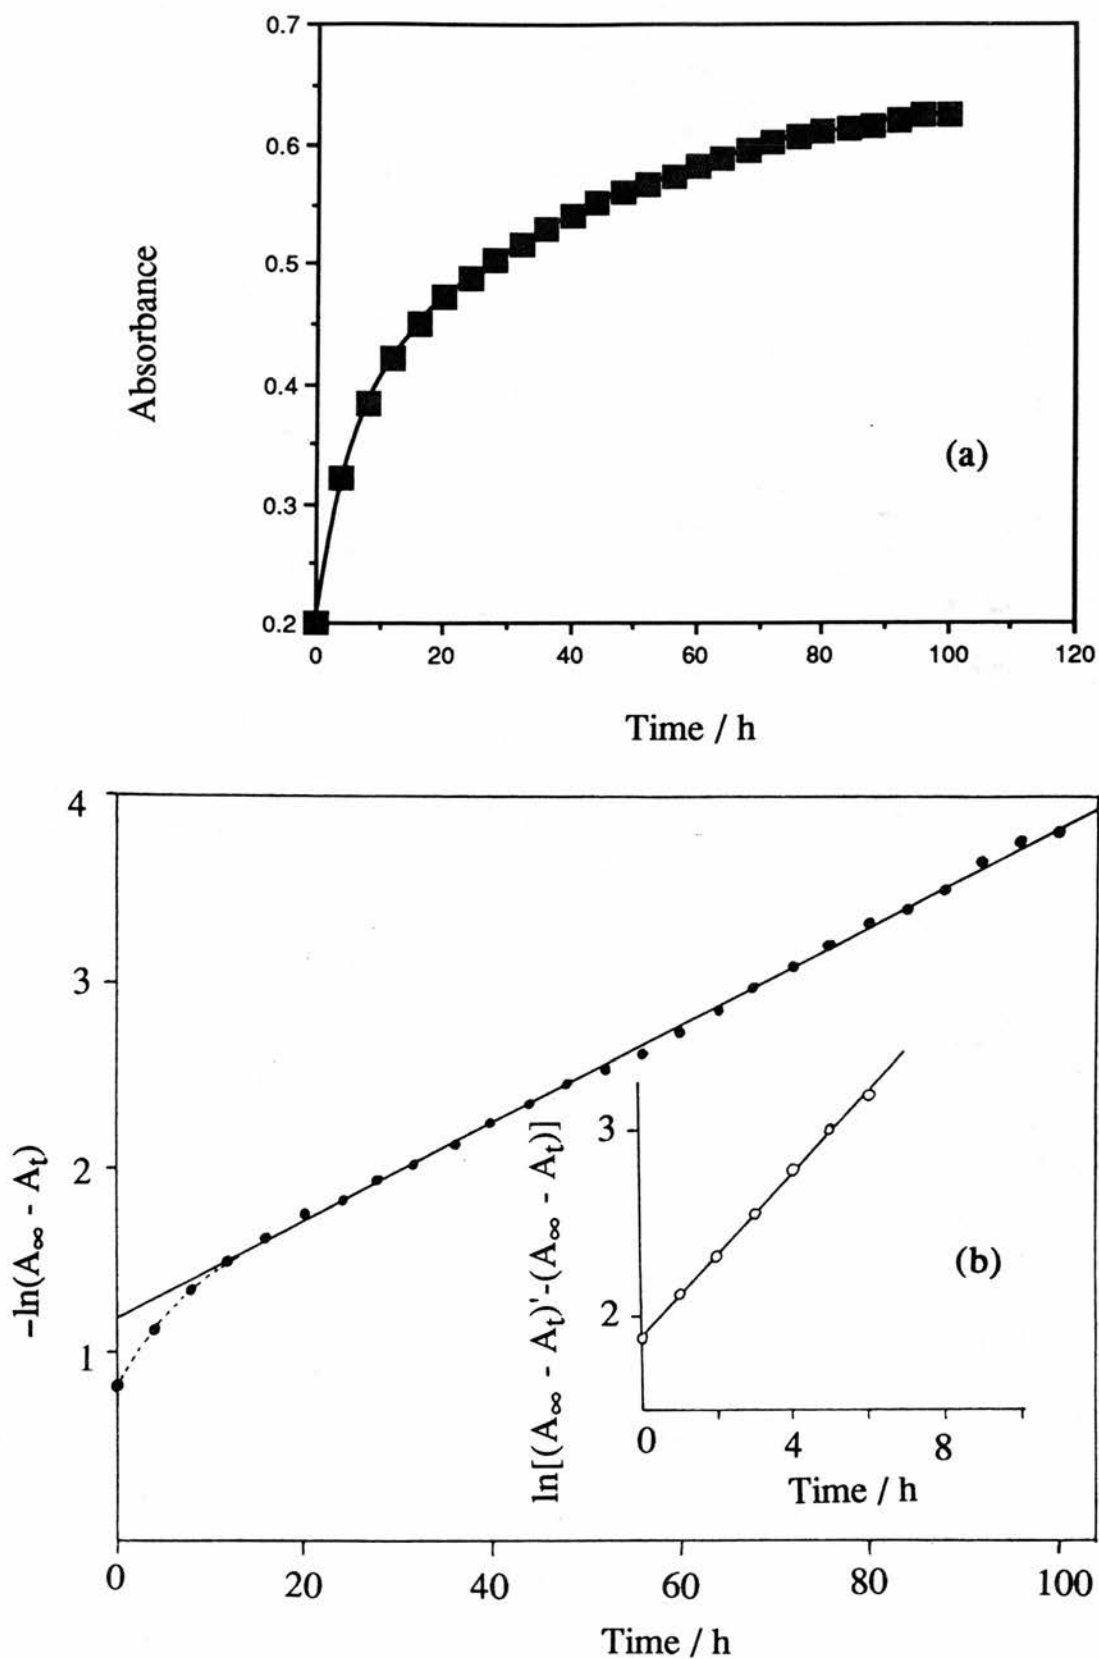 0.7
0.6
0.5
0.4
0.3
0.2
Absorbance
(a)
0 20 40 60 80 100 120
Time / h
4
3
2
1
−ln(A∞ - At)
3
2
ln[(A∞ - At)'-(A∞ - At)]
(b)
0 4 8
Time / h
0 20 40 60 80 100
Time / h